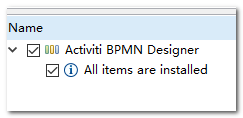 Name
Activiti BPMN Designer
All items are installed